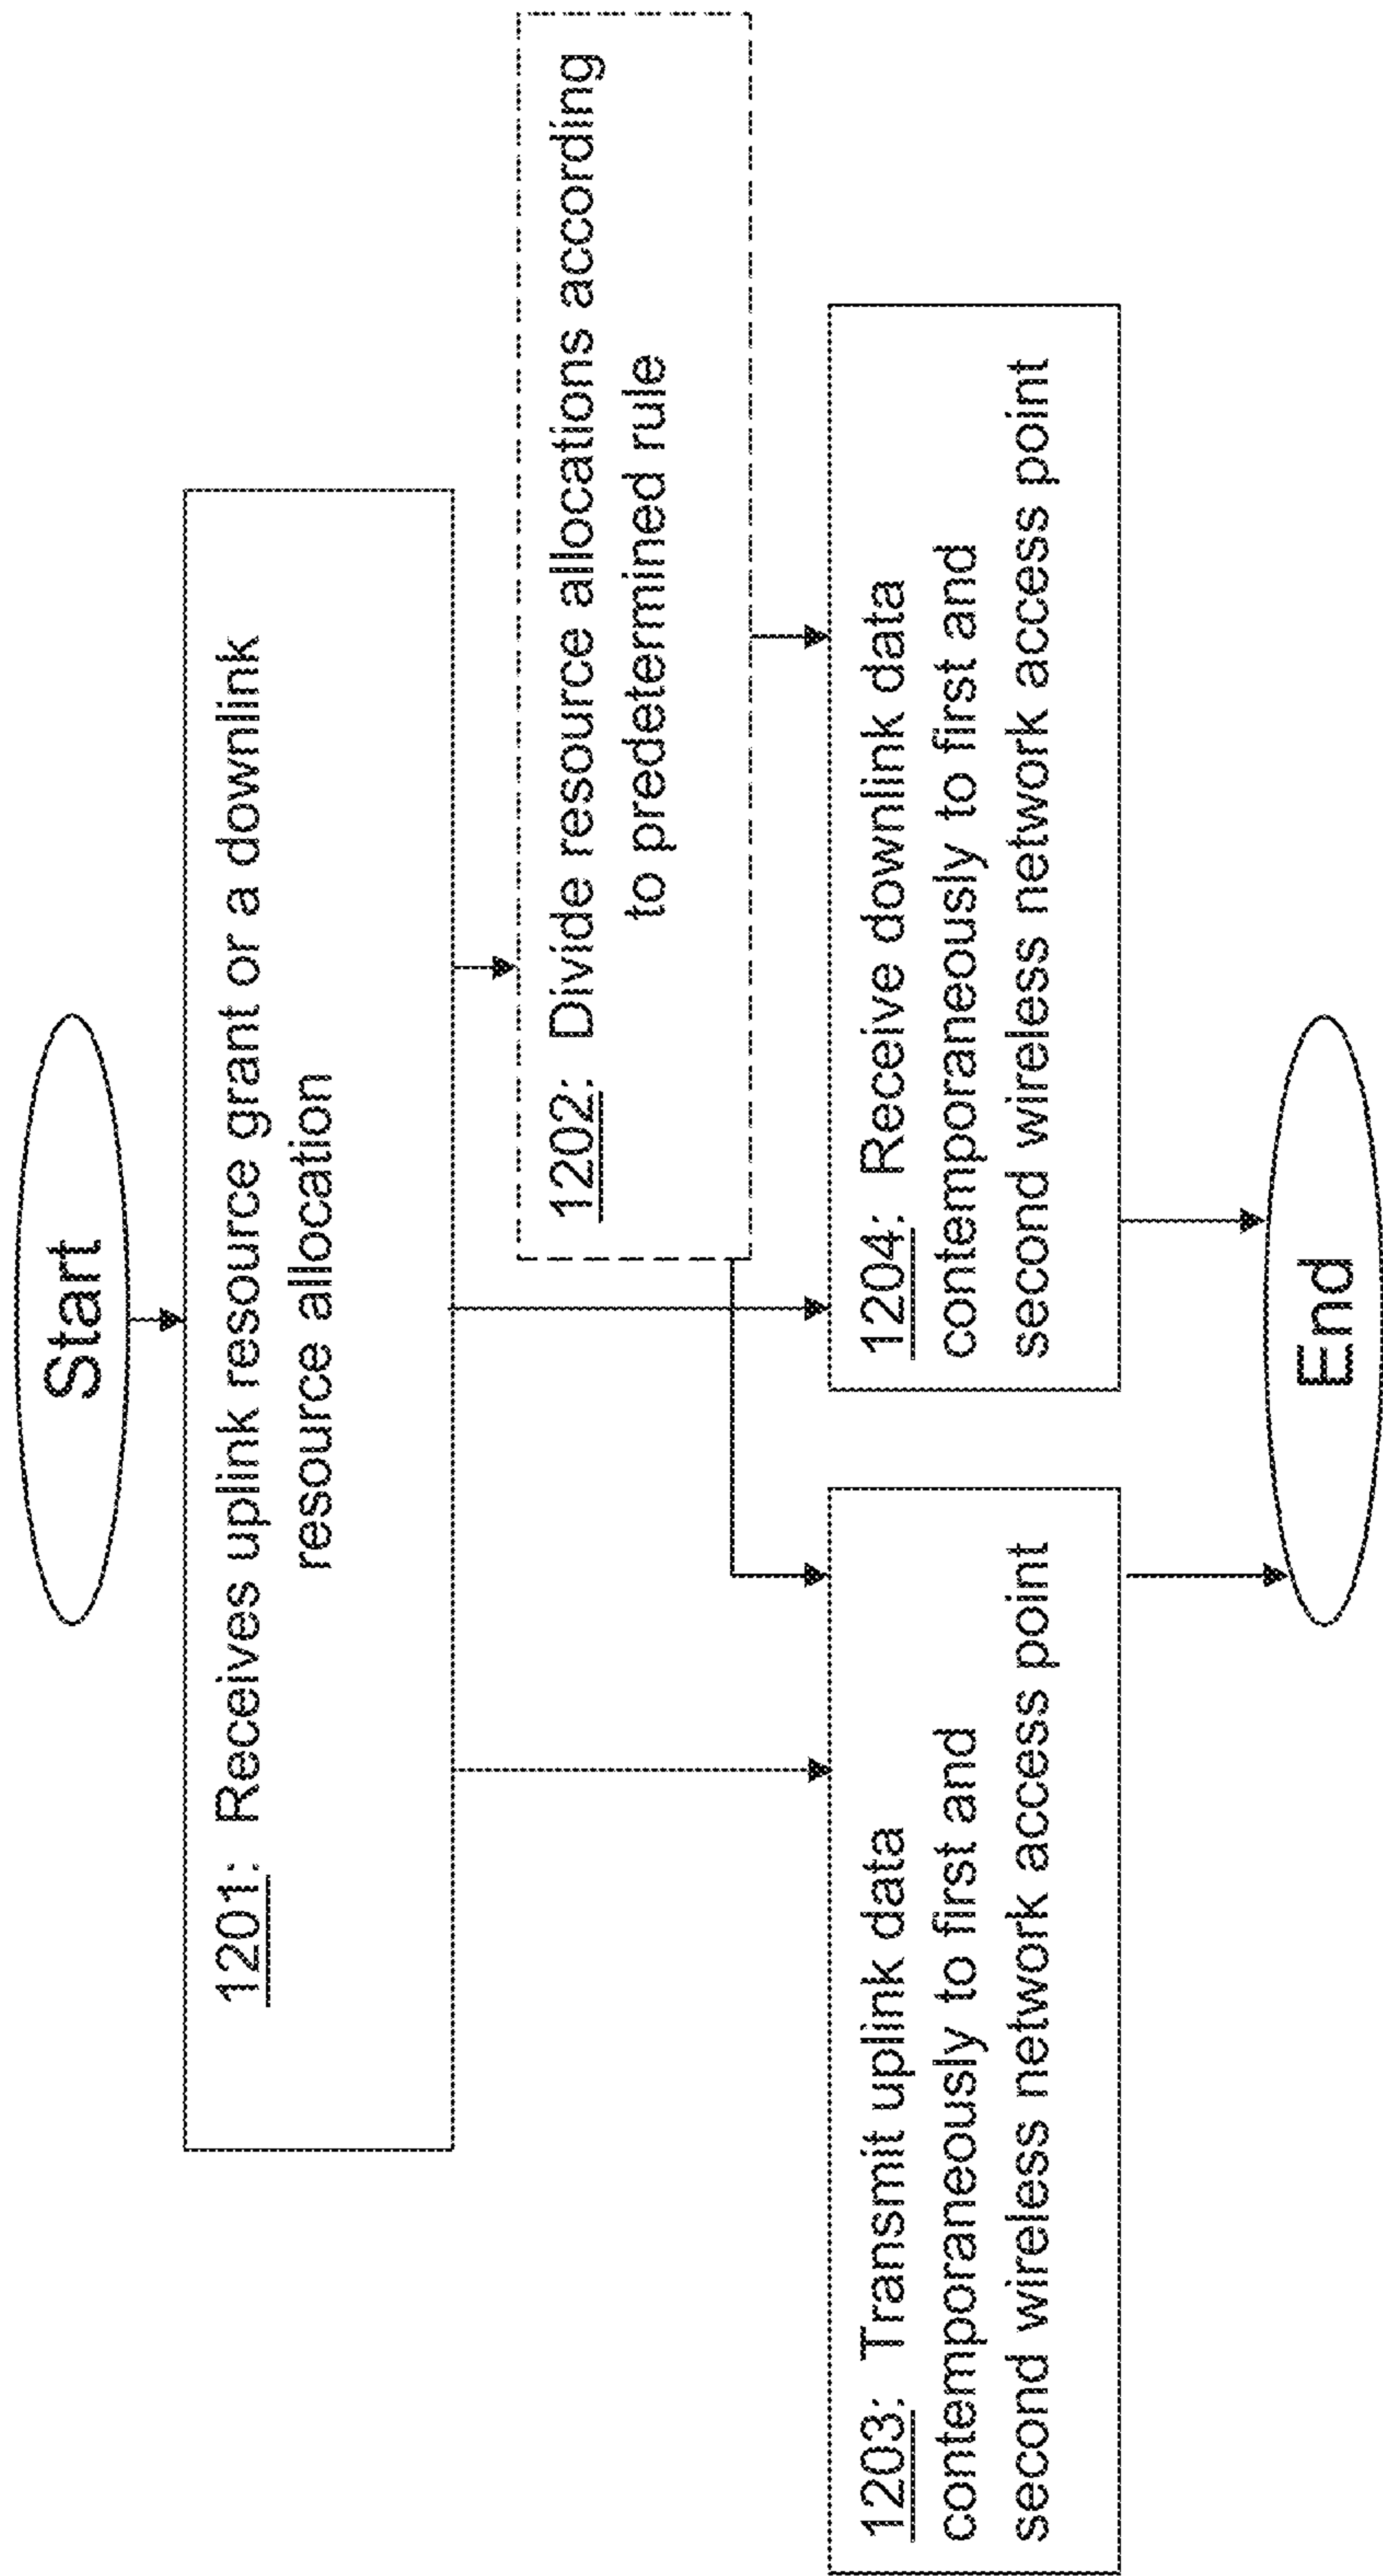 Start
1201: Receives uplink resource grant or a downlink
resource allocation
1202: Divide resource allocations according
to predetermined rule
1203: Transmit uplink data
contemporaneously to first and
second wireless network access point
1204: Receive downlink data
contemporaneously to first and
second wireless network access point
End